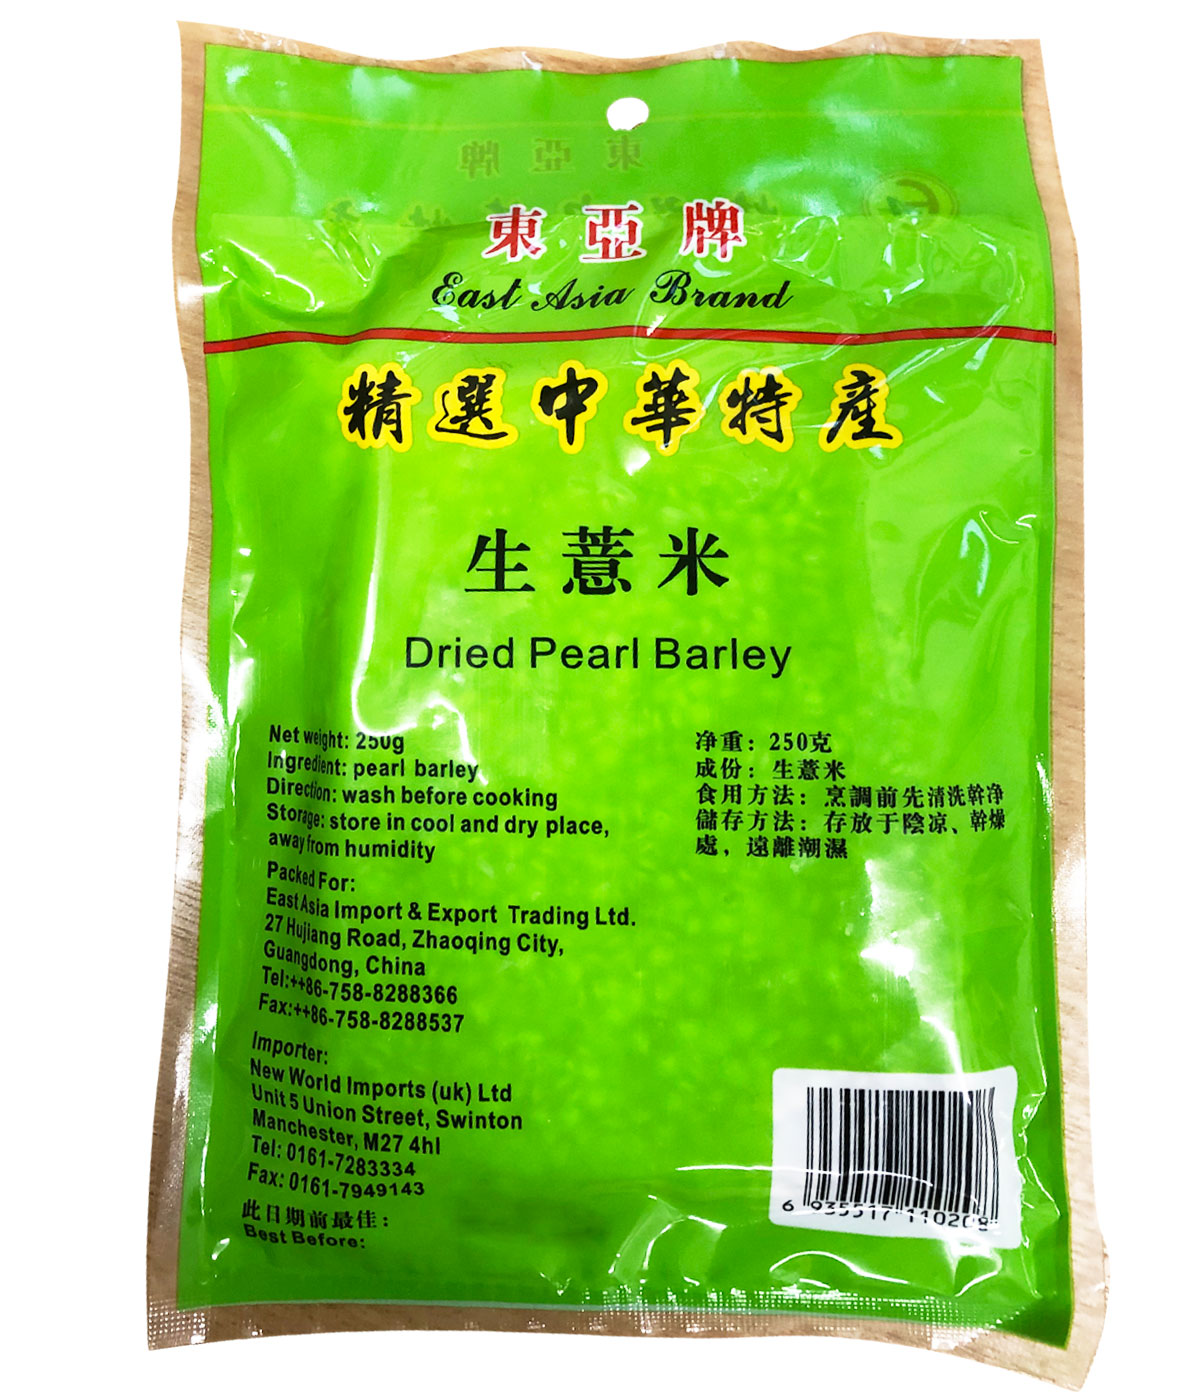 東亞牌
East Asia Brand
精選中華特產
生薏米
Dried Pearl Barley
Net weight: 250g
Ingredient: pearl barley
Direction: wash before cooking
Storage: store in cool and dry place,
away from humidity
净重：250克
成份：生薏米
食用方法：烹調前先清洗幹净
儲存方法：存放于陰凉、幹燥
處，遠離潮濕
Packed For:
East Asia Import & Export Trading Ltd.
27 Hujiang Road, Zhaoqing City,
Guangdong, China
Tel:++86-758-8288366
Fax:++86-758-8288537
Importer:
New World Imports (uk) Ltd
Unit 5 Union Street, Swinton
Manchester, M27 4hl
Tel: 0161-7283334
Fax: 0161-7949143
此日期前最佳：
Best Before:
6 935517 110208